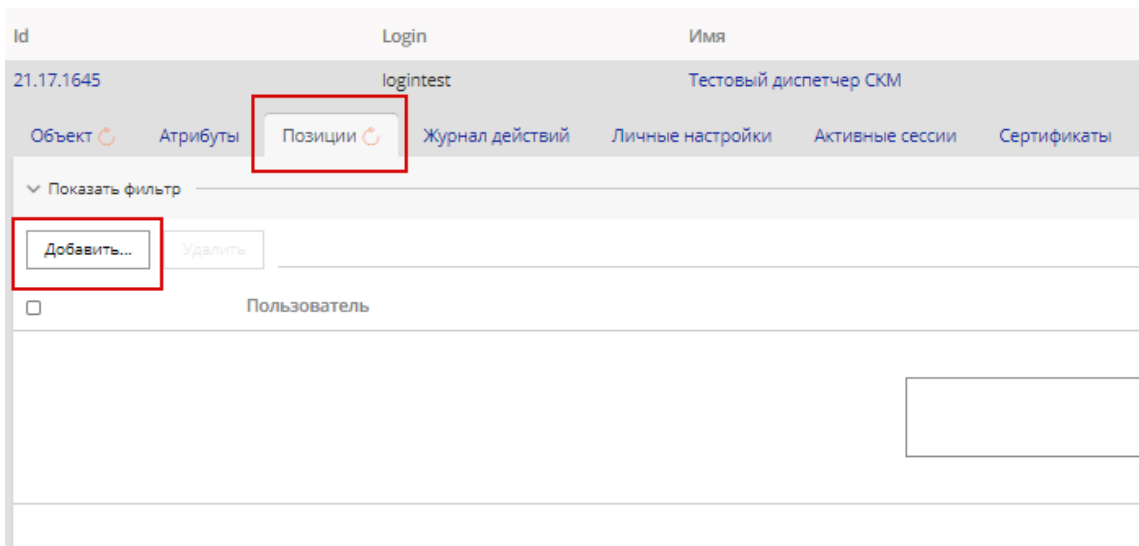 Id Login Имя
21.17.1645 logintest Тестовый диспетчер СКМ
Объект Атрибуты Позиции Журнал действий Личные настройки Активные сессии Сертификаты
Показать фильтр
Добавить... Удалить
Пользователь